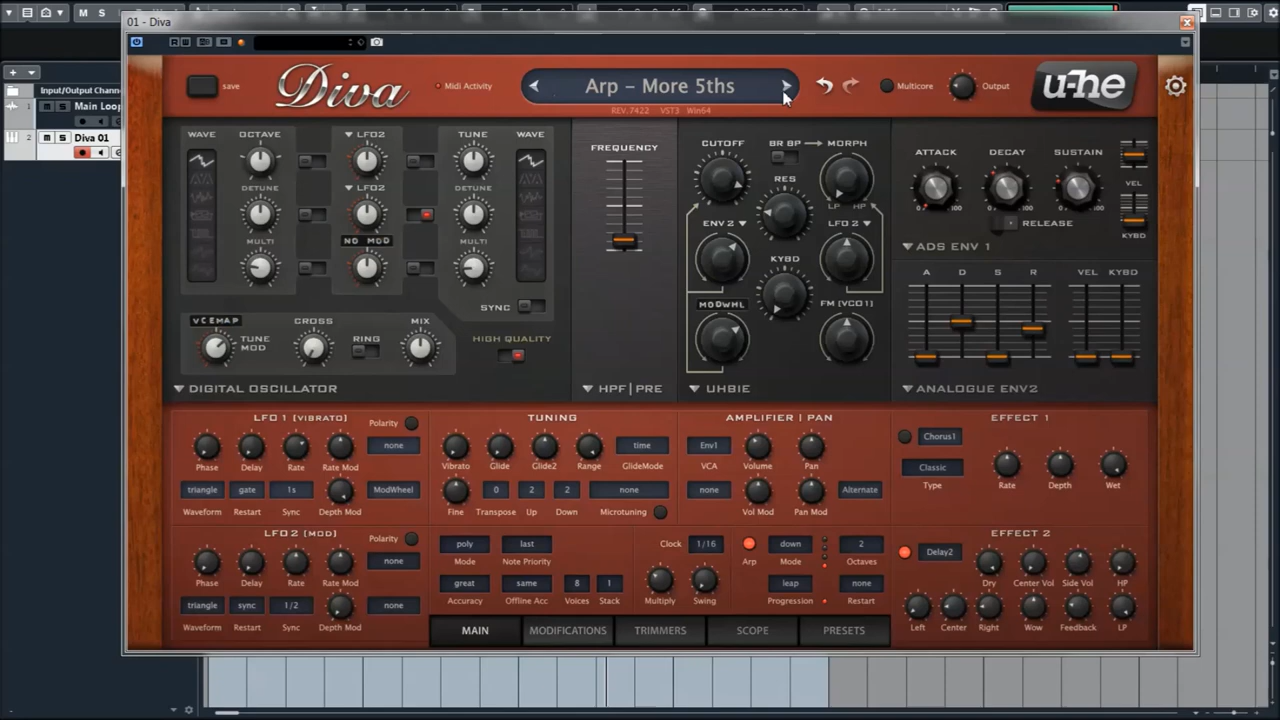 01 - Diva
M S
R W
Input/Output Channe
Main Loop
M S
2 M S Diva 01
save
Diva
Midi Activity
Arp – More 5ths
Multicore
Output
u-he
REV.7422 VST3 Win64
WAVE OCTAVE LFO2 TUNE WAVE
DETUNE LFO2 DETUNE
MULTI NO MOD MULTI
SYNC
VCEMAP CROSS MIX
TUNE MOD
RING
HIGH QUALITY
DIGITAL OSCILLATOR
FREQUENCY
HPF|PRE
CUTOFF BR BP MORPH
RES
LP HP
ENV 2 LFO 2
KYBD
MODWHL FM (VCO1)
UHBIE
ATTACK DECAY SUSTAIN
VEL
0 100 0 100 0 100
RELEASE
KYBD
ADS ENV 1
A D S R VEL KYBD
ANALOGUE ENV2
LFO 1 (VIBRATO) Polarity
none
Phase Delay Rate Rate Mod
triangle gate 1s ModWheel
Waveform Restart Sync Depth Mod
LFO2 (MOD) Polarity
none
Phase Delay Rate Rate Mod
triangle sync 1/2 none
Waveform Restart Sync Depth Mod
TUNING
time
Vibrato Glide Glide2 Range GlideMode
0 2 2 none
Fine Transpose Up Down Microtuning
AMPLIFIER | PAN
Env1
VCA Volume Pan
none Alternate
Vol Mod Pan Mod
EFFECT 1
Chorus1
Classic
Type Rate Depth Wet
poly last
Mode Note Priority
great same 8 1
Accuracy Offline Acc Voices Stack
Clock 1/16
Multiply Swing
down 2
Arp Mode Octaves
leap none
Progression Restart
EFFECT 2
Delay2
Dry Center Vol Side Vol HP
Left Center Right Wow Feedback LP
MAIN MODIFICATIONS TRIMMERS SCOPE PRESETS